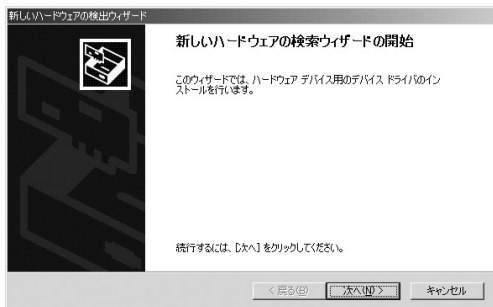 新しいハードウェアの検出ウィザード
新しいハードウェアの検索ウィザードの開始
このウィザードでは、ハードウェア デバイス用のデバイス ドライバのイン
ストールを行います。
続行するには、[次へ] をクリックしてください。
< 戻る(B)
次へ(N) >
キャンセル